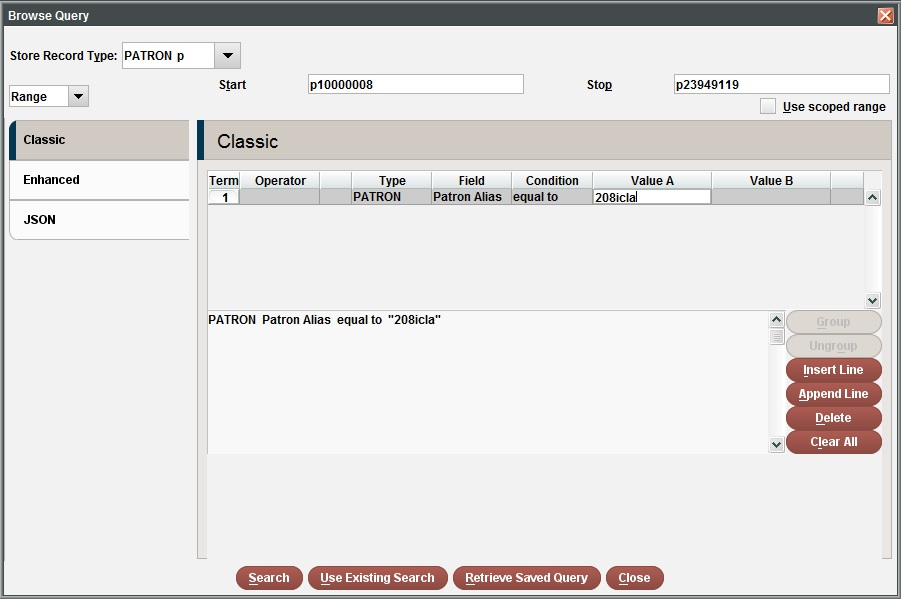 Browse Query
Store Record Type: PATRON p
Range Start p10000008 Stop p23949119
Use scoped range
Classic
Enhanced
JSON
Classic
Term Operator Type Field Condition Value A Value B
1 PATRON Patron Alias equal to 208icla
PATRON Patron Alias equal to "208icla"
Group
Ungroup
Insert Line
Append Line
Delete
Clear All
Search Use Existing Search Retrieve Saved Query Close